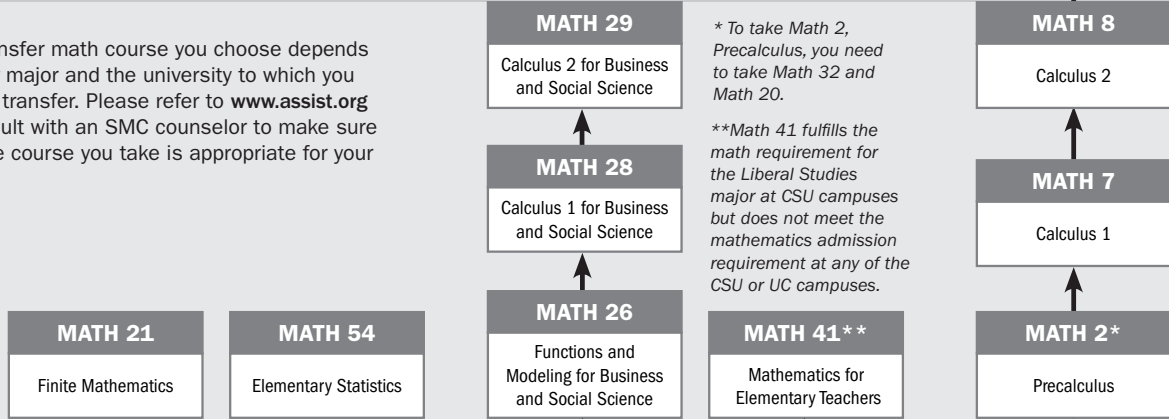 nsfer math course you choose depends
major and the university to which you
transfer. Please refer to www.assist.org
ult with an SMC counselor to make sure
e course you take is appropriate for your
MATH 29
Calculus 2 for Business
and Social Science
MATH 28
Calculus 1 for Business
and Social Science
MATH 26
Functions and
Modeling for Business
and Social Science
* To take Math 2,
Precalculus, you need
to take Math 32 and
Math 20.
**Math 41 fulfills the
math requirement for
the Liberal Studies
major at CSU campuses
but does not meet the
mathematics admission
requirement at any of the
CSU or UC campuses.
MATH 8
Calculus 2
MATH 7
Calculus 1
MATH 2*
Precalculus
MATH 21
Finite Mathematics
MATH 54
Elementary Statistics
MATH 41**
Mathematics for
Elementary Teachers